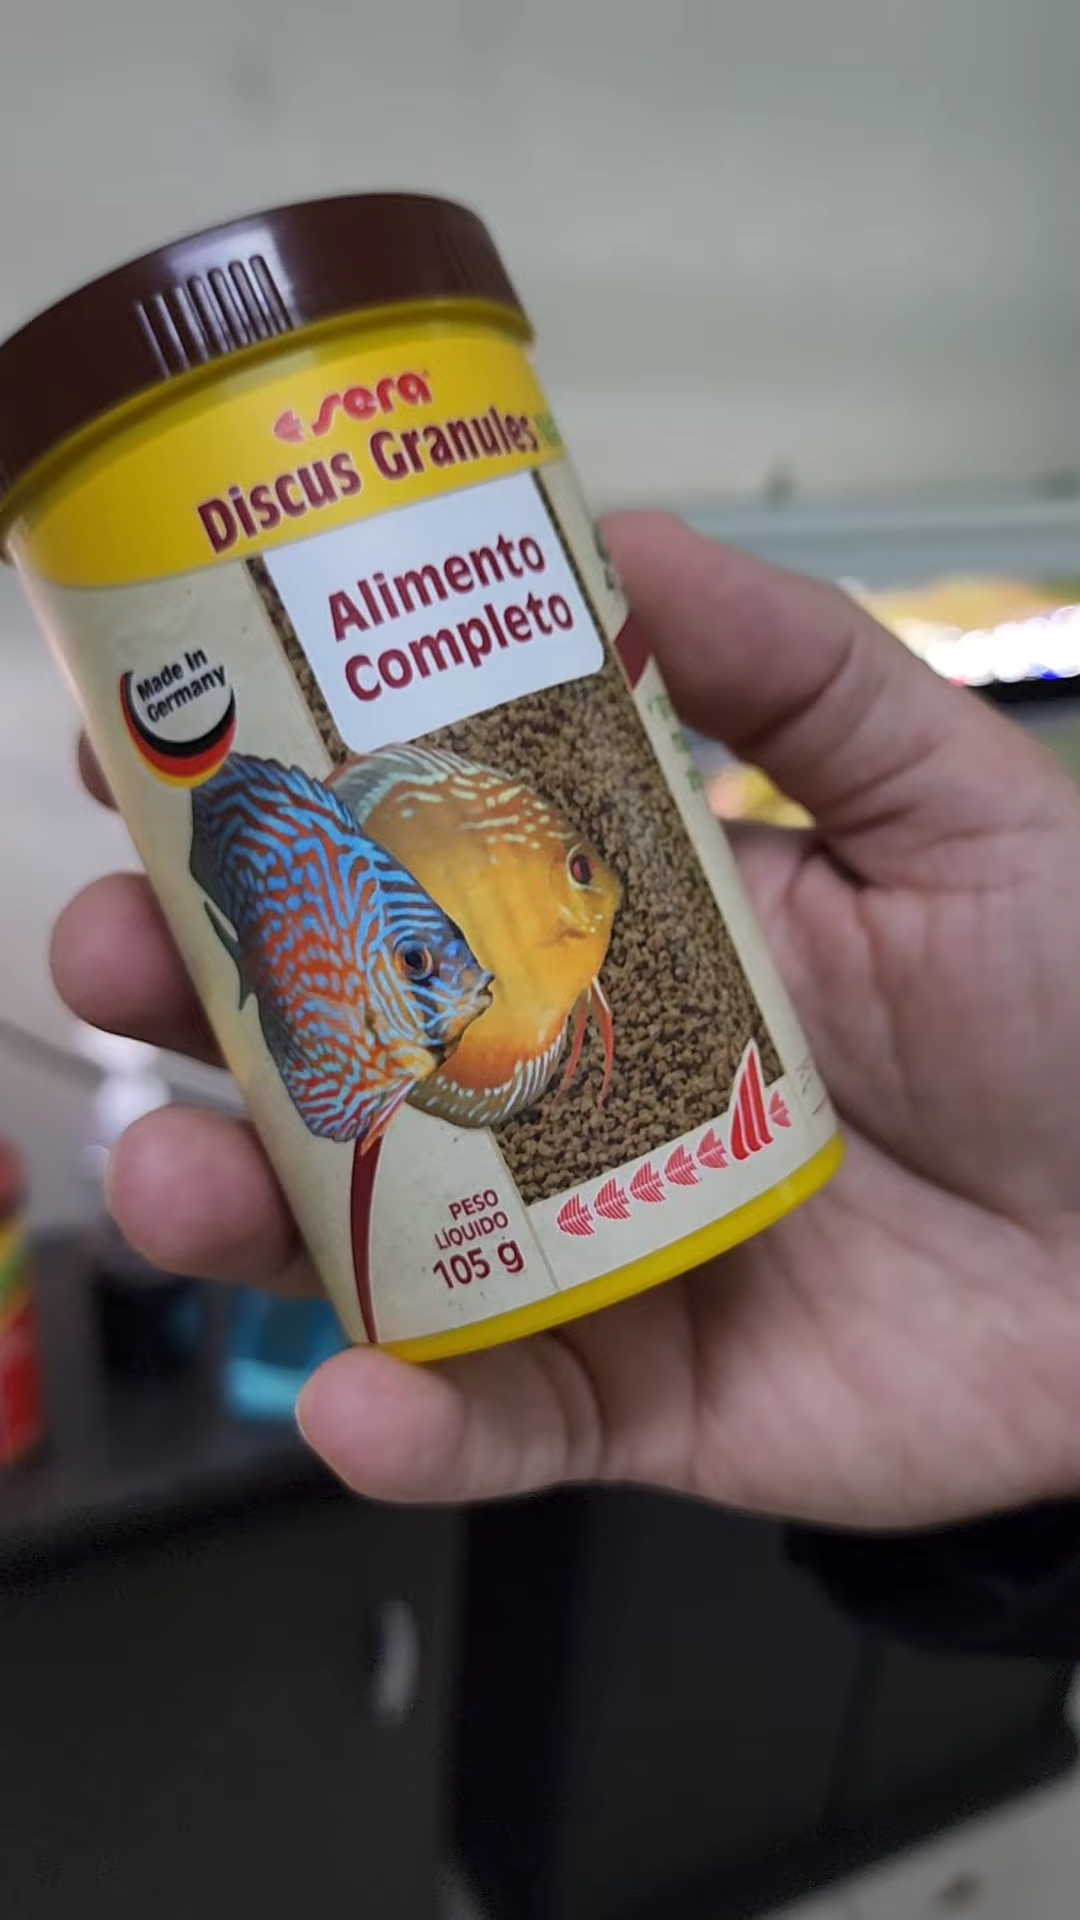 sera
Discus Granules
Alimento
Completo
Made in
Germany
PESO
LÍQUIDO
105 g